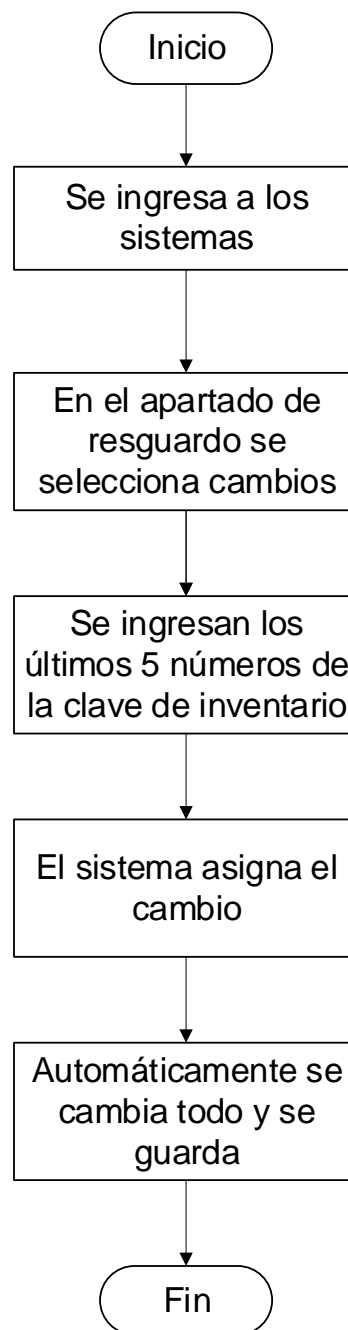 Inicio
Se ingresa a los
sistemas
En el apartado de
resguardo se
selecciona cambios
Se ingresan los
últimos 5 números de
la clave de inventario
El sistema asigna el
cambio
Automáticamente se
cambia todo y se
guarda
Fin